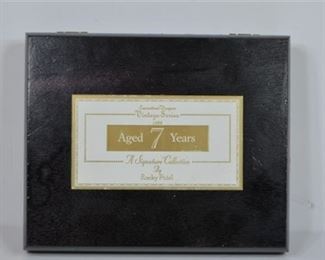 Vintage Series
Aged 7 Years
A Signature Collection
By
Rocky Patel